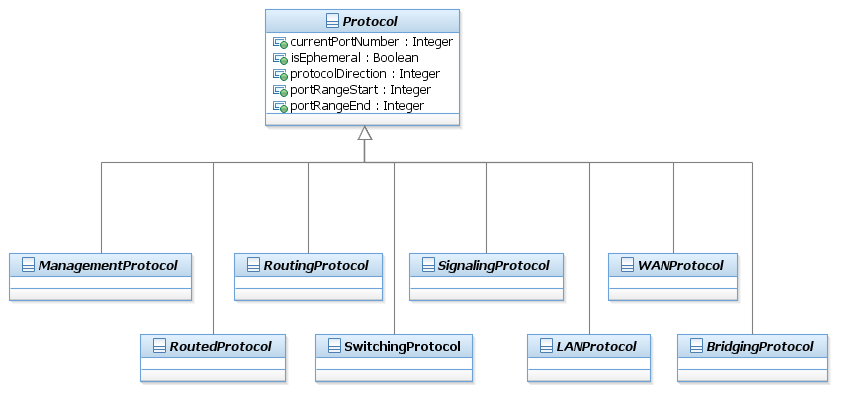 Protocol
currentPortNumber : Integer
isEphemeral : Boolean
protocolDirection : Integer
portRangeStart : Integer
portRangeEnd : Integer
ManagementProtocol
RoutingProtocol
SignalingProtocol
WANProtocol
RoutedProtocol
SwitchingProtocol
LANProtocol
BridgingProtocol